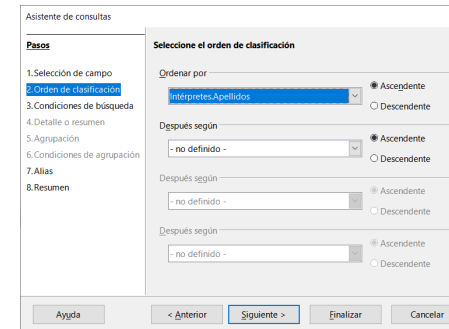 Asistente de consultas
Pasos
Seleccione el orden de clasificación
1.Selección de campo
2.Orden de clasificación
3.Condiciones de búsqueda
4.Detalle o resumen
5.Agrupación
6.Condiciones de agrupación
7.Alias
8.Resumen
Ordenar por
Intérpretes.Apellidos
Ascendente
Descendente
Después según
- no definido -
Ascendente
Descendente
Después según
- no definido -
Ascendente
Descendente
Después según
- no definido -
Ascendente
Descendente
Ayuda
< Anterior
Siguiente >
Finalizar
Cancelar